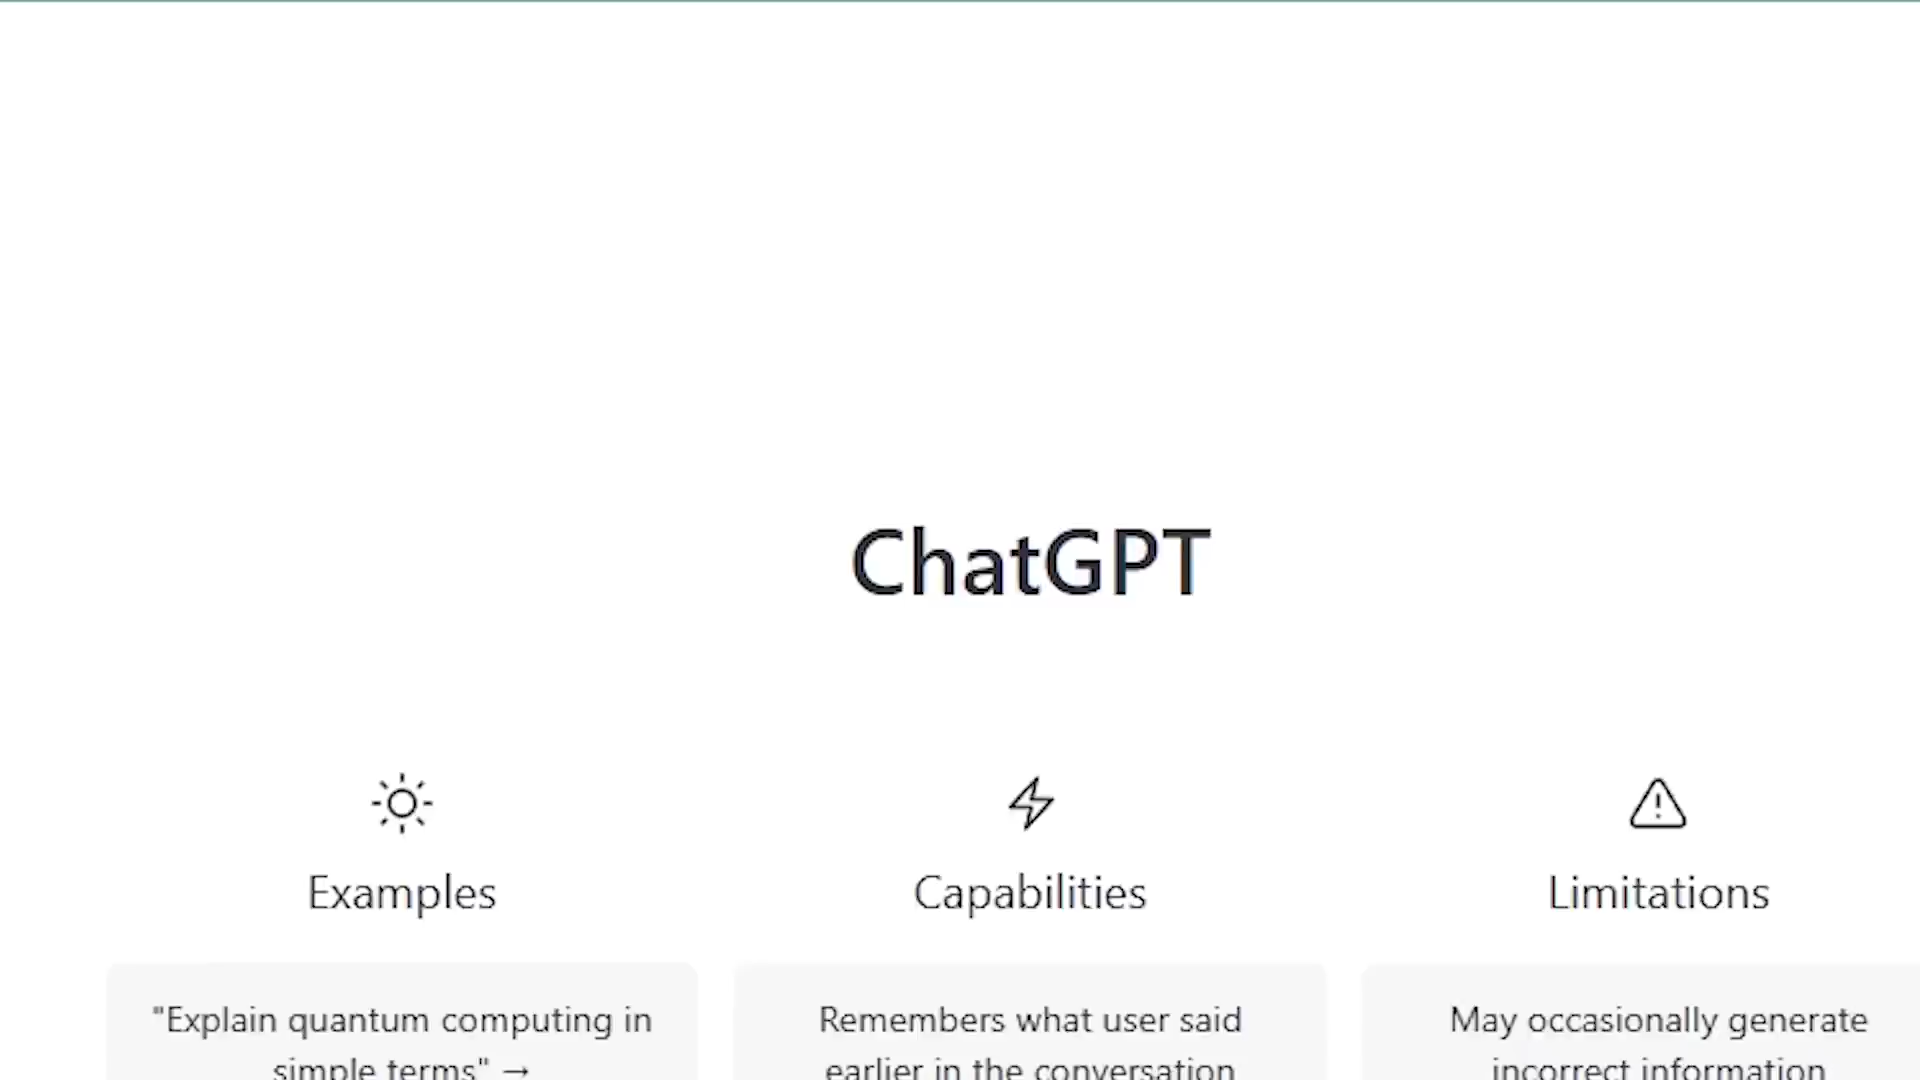 ChatGPT
Examples
Capabilities
Limitations
"Explain quantum computing in
simple terms" →
Remembers what user said
earlier in the conversation
May occasionally generate
incorrect information